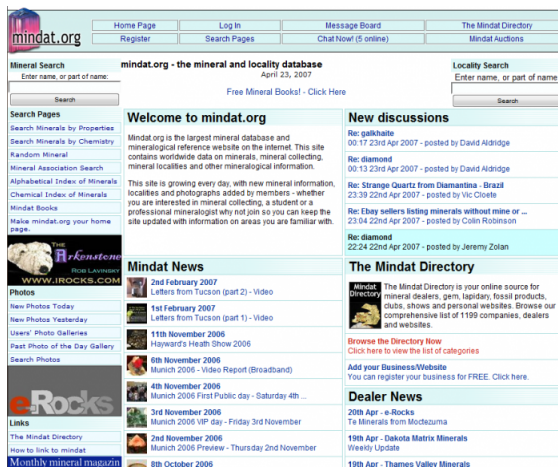 mindat.org
Home Page
Log In
Message Board
The Mindat Directory
Register
Search Pages
Chat Now! (5 online)
Mindat Auctions
Mineral Search
Enter name, or part of name:
Search
mindat.org - the mineral and locality database
April 23, 2007
Free Mineral Books! - Click Here
Locality Search
Enter name, or part of name:
Search
Search Pages
Search Minerals by Properties
Search Minerals by Chemistry
Random Mineral
Mineral Association Search
Alphabetical Index of Minerals
Chemical Index of Minerals
Mindat Books
Make mindat.org your home
page.
THE
Arkenstone
ROB LAVINSKY
WWW.IROCKS.COM
Photos
New Photos Today
New Photos Yesterday
Users' Photo Galleries
Past Photo of the Day Gallery
Search Photos
e-Rocks
Links
The Mindat Directory
How to link to mindat
Monthly mineral magazin
Welcome to mindat.org
Mindat.org is the largest mineral database and
mineralogical reference website on the internet. This site
contains worldwide data on minerals, mineral collecting,
mineral localities and other mineralogical information.
This site is growing every day, with new mineral information,
localities and photographs added by members - whether
you are interested in mineral collecting, a student or a
professional mineralogist why not join so you can keep the
site updated with information on areas you are familiar with.
Mindat News
2nd February 2007
Letters from Tucson (part 2) - Video
1st February 2007
Letters from Tucson (part 1) - Video
11th November 2006
Hayward's Heath Show 2006
6th November 2006
Munich 2006 - Video Report (Broadband)
4th November 2006
Munich 2006 First Public day - Saturday 4th ...
3rd November 2006
Munich 2006 VIP day - Friday 3rd November
2nd November 2006
Munich 2006 Preview - Thursday 2nd November
8th October 2006
New discussions
Re: galkhaite
00:17 23rd Apr 2007 - posted by David Aldridge
Re: diamond
00:13 23rd Apr 2007 - posted by David Aldridge
Re: Strange Quartz from Diamantina - Brazil
23:39 22nd Apr 2007 - posted by Vic Cloete
Re: Ebay sellers listing minerals without mine or ...
23:04 22nd Apr 2007 - posted by Colin Robinson
Re: diamond
22:24 22nd Apr 2007 - posted by Jeremy Zolan
The Mindat Directory
Mindat
Directory
The Mindat Directory is your online source for
mineral dealers, gem, lapidary, fossil products,
clubs, shows and personal websites. Browse our
comprehensive list of 1199 companies, dealers
and websites.
Browse the Directory Now
Click here to view the list of categories
Add your Business/Website
You can register your business for FREE. Click here.
Dealer News
20th Apr - e-Rocks
Te Minerals from Moctezuma
19th Apr - Dakota Matrix Minerals
Weekly Update
19th Apr - Thames Valley Minerals